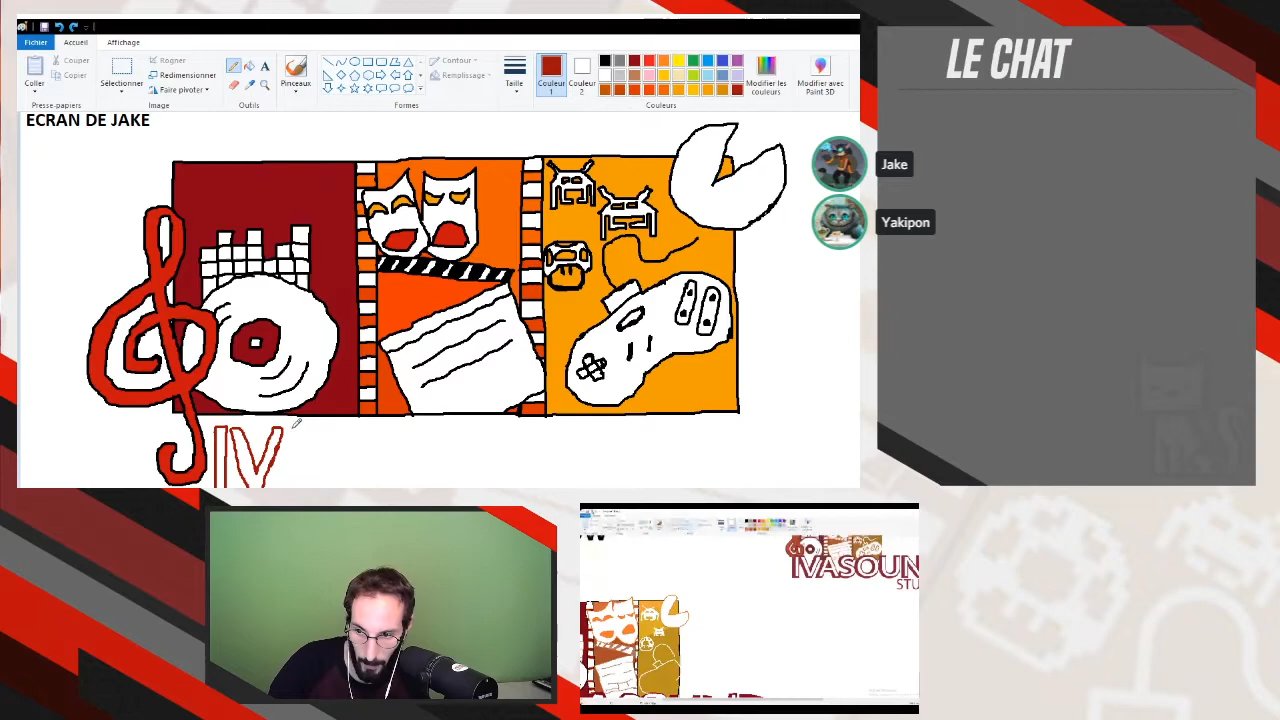 LE CHAT
Fichier Accueil Affichage
Coller
Couper
Copier
Presse-papiers
Sélectionner
Rogner
Redimensionner
Faire pivoter
Image
Outils
Pinceaux
Formes
Contour
Remplissage
Taille
Couleur 1
Couleur 2
Modifier les couleurs
Couleurs
Modifier avec Paint 3D
ECRAN DE JAKE
Jake
Yakipon
IV
IVASOUN
STU